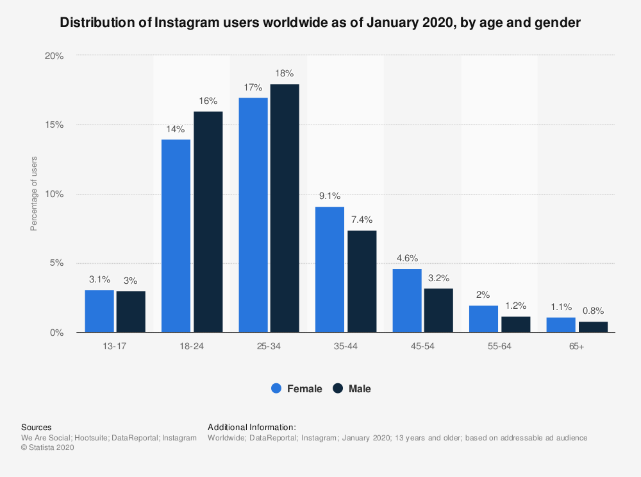 Distribution of Instagram users worldwide as of January 2020, by age and gender
20%
15%
10%
5%
0%
Percentage of users
3.1%
3%
14%
16%
17%
18%
9.1%
7.4%
4.6%
3.2%
2%
1.2%
1.1%
0.8%
13-17
18-24
25-34
35-44
45-54
55-64
65+
Female
Male
Sources
We Are Social; Hootsuite; DataReportal; Instagram
© Statista 2020
Additional Information:
Worldwide; DataReportal; Instagram; January 2020; 13 years and older; based on addressable ad audience